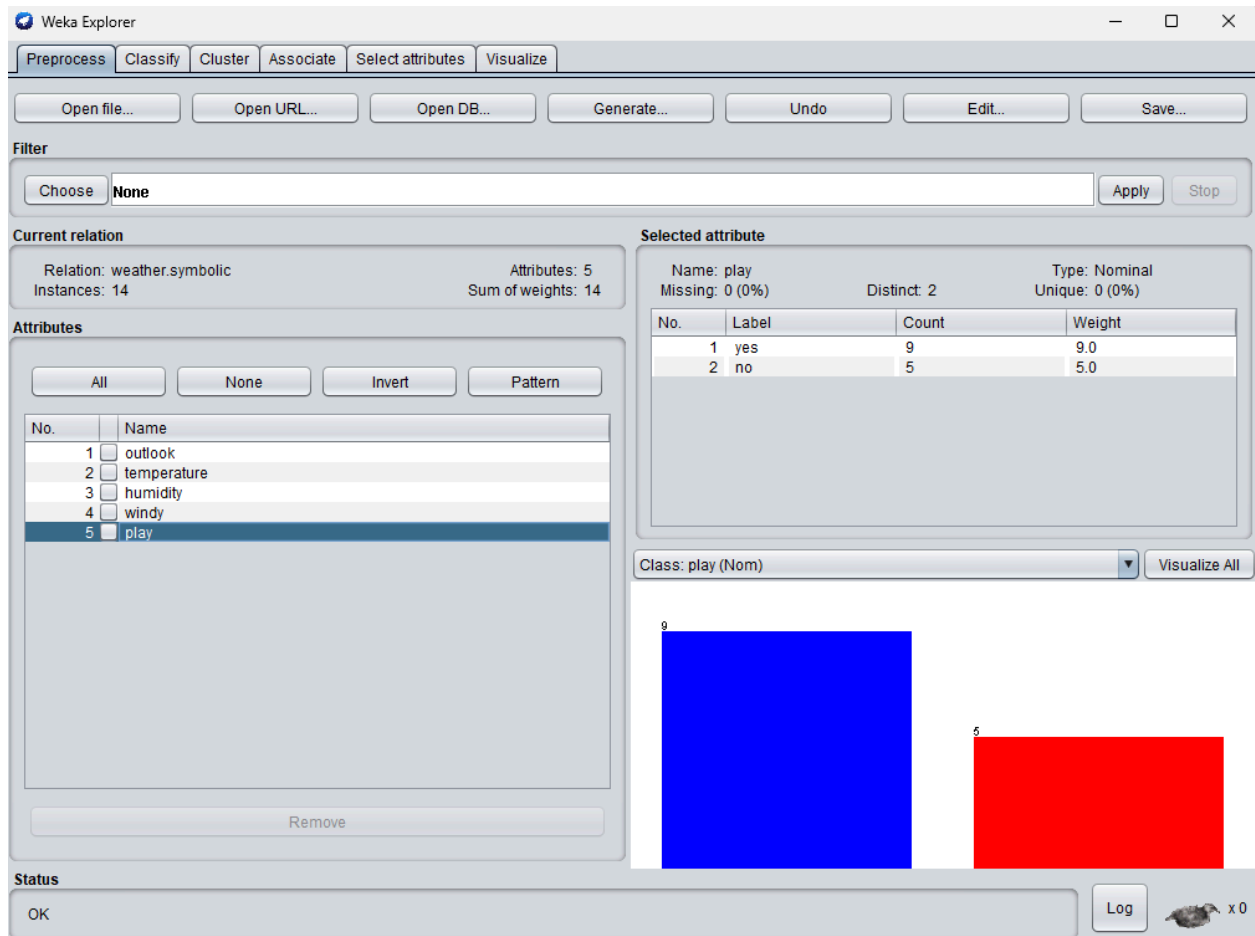 Weka Explorer
Preprocess Classify Cluster Associate Select attributes Visualize
Open file... Open URL... Open DB... Generate... Undo Edit... Save...
Filter
Choose None Apply Stop
Current relation
Relation: weather.symbolic Attributes: 5
Instances: 14 Sum of weights: 14
Attributes
All None Invert Pattern
No. Name
1 outlook
2 temperature
3 humidity
4 windy
5 play
Remove
Selected attribute
Name: play Type: Nominal
Missing: 0 (0%) Distinct: 2 Unique: 0 (0%)
No. Label Count Weight
1 yes 9 9.0
2 no 5 5.0
Class: play (Nom) Visualize All
9
5
Status
OK Log x 0